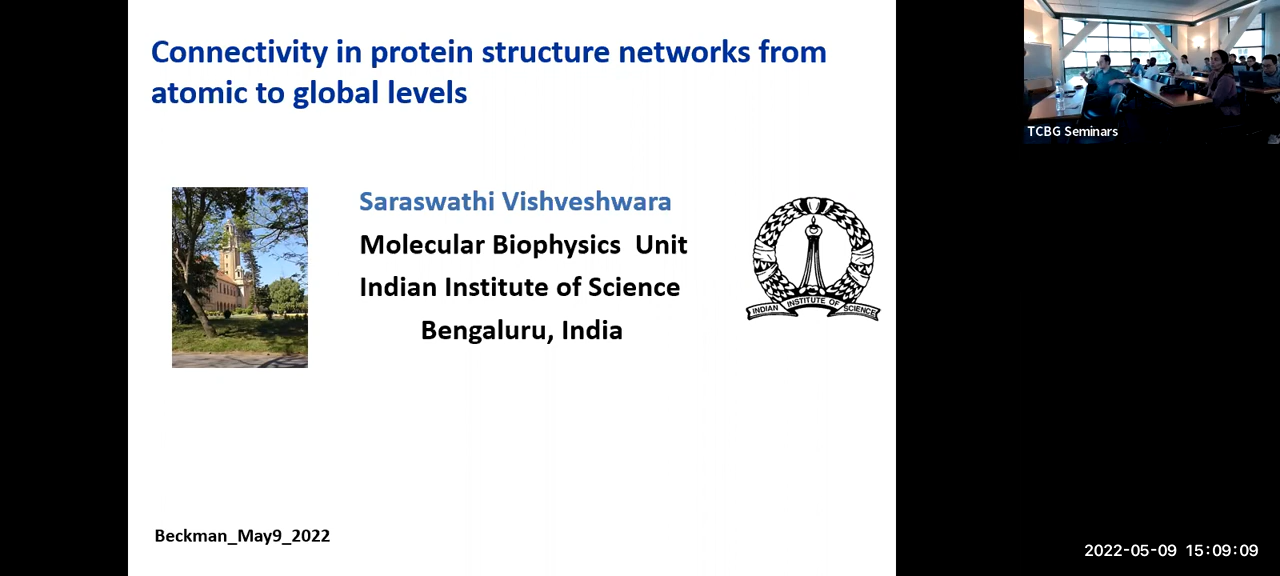 Connectivity in protein structure networks from
atomic to global levels
TCBG Seminars
Saraswathi Vishveshwara
Molecular Biophysics Unit
Indian Institute of Science
Bengaluru, India
INDIAN INSTITUTE OF SCIENCE
Beckman_May9_2022
2022-05-09 15:09:09